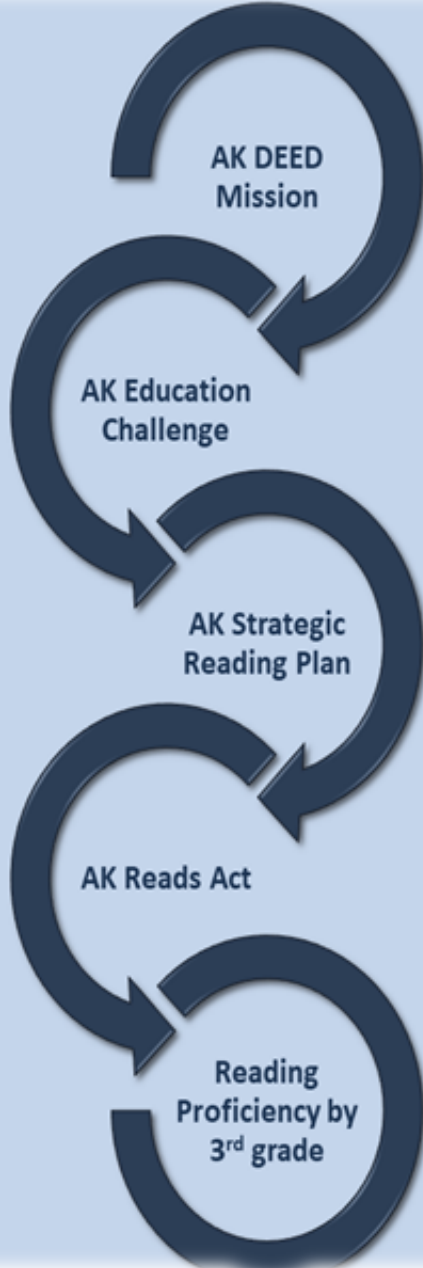 AK DEED
Mission
AK Education
Challenge
AK Strategic
Reading Plan
AK Reads Act
Reading
Proficiency by
3rd grade